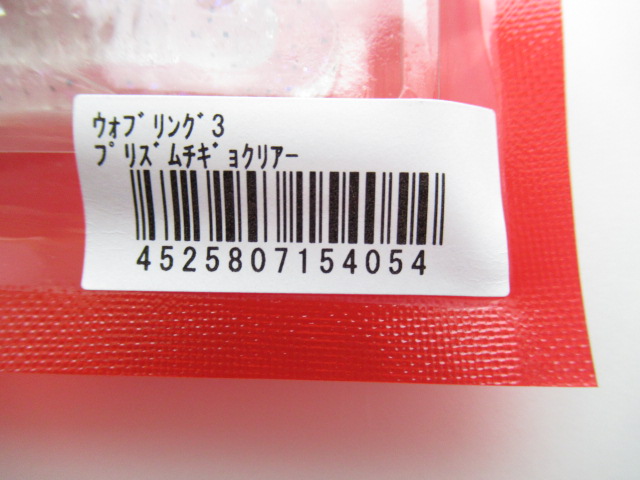 ｳｫﾌﾞﾘﾝｸﾞ3
ﾌﾟﾘｽﾞﾑﾁｷﾞｮｸﾘｱｰ
4525807154054